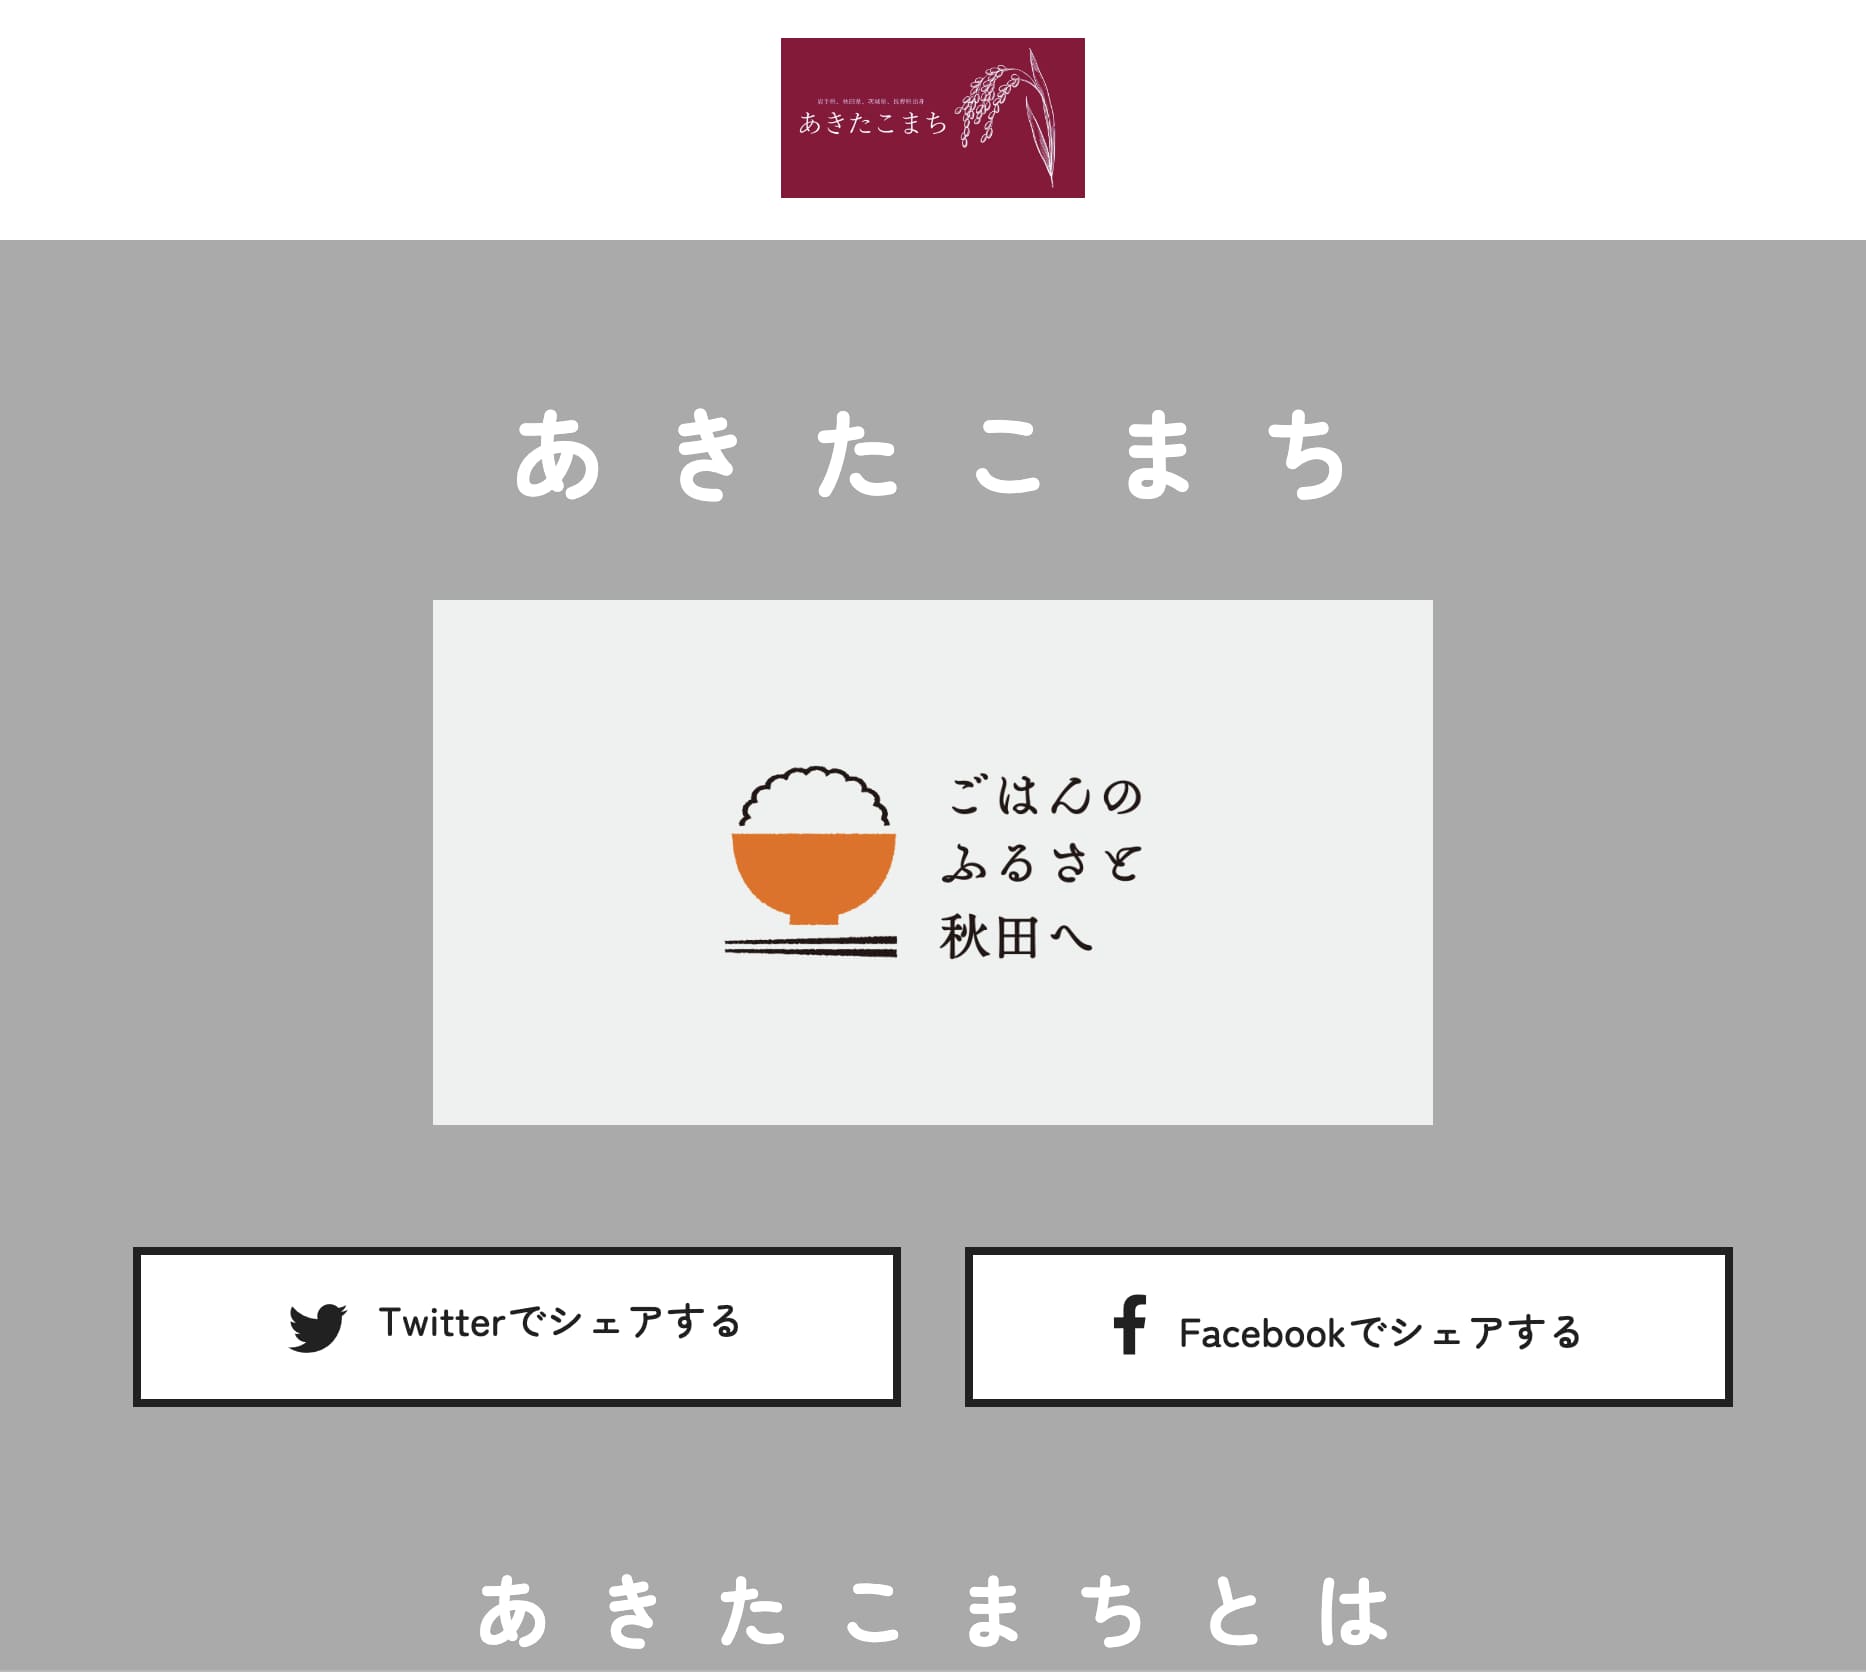 岩手県、秋田県、茨城県、長野県出身
あきたこまち
あきたこまち
ごはんの
ふるさと
秋田へ
Twitterでシェアする
Facebookでシェアする
あきたこまちとは